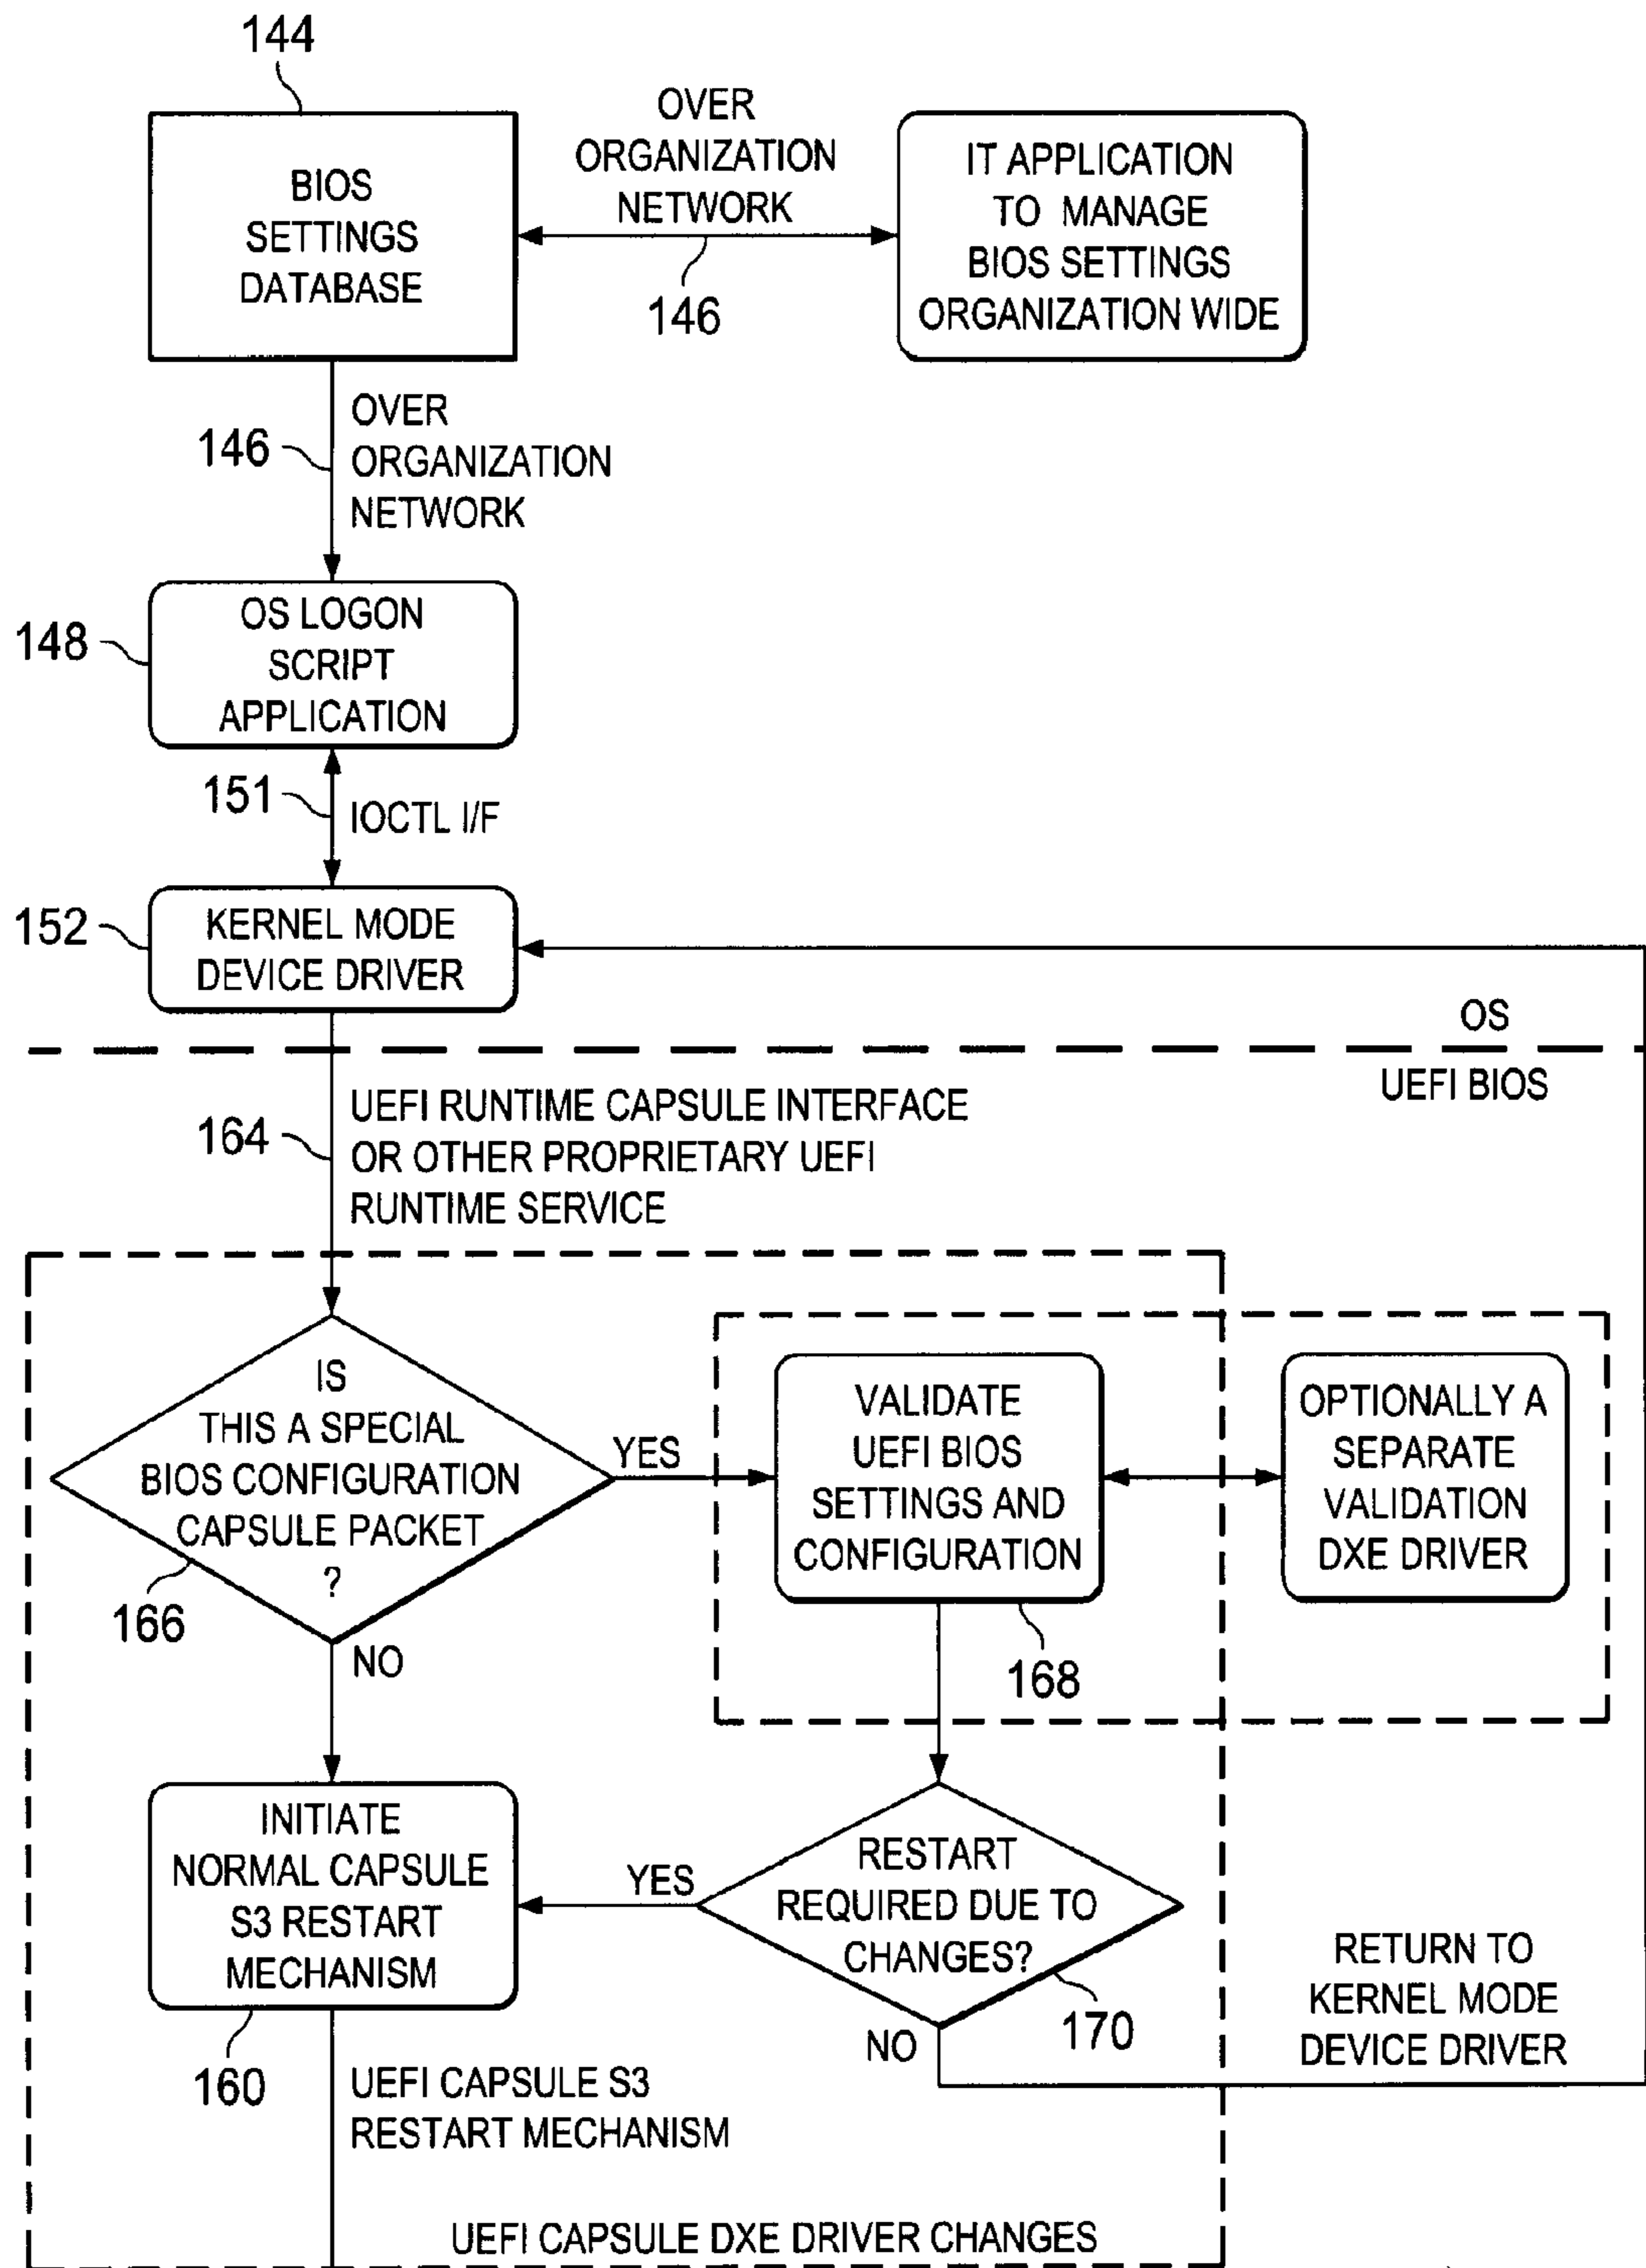 144
BIOS
SETTINGS
DATABASE
OVER
ORGANIZATION
NETWORK
146
IT APPLICATION
TO MANAGE
BIOS SETTINGS
ORGANIZATION WIDE
146
OVER
ORGANIZATION
NETWORK
148
OS LOGON
SCRIPT
APPLICATION
151
IOCTL I/F
152
KERNEL MODE
DEVICE DRIVER
OS
UEFI BIOS
164
UEFI RUNTIME CAPSULE INTERFACE
OR OTHER PROPRIETARY UEFI
RUNTIME SERVICE
IS
THIS A SPECIAL
BIOS CONFIGURATION
CAPSULE PACKET
?
166
YES
NO
VALIDATE
UEFI BIOS
SETTINGS AND
CONFIGURATION
168
OPTIONALLY A
SEPARATE
VALIDATION
DXE DRIVER
INITIATE
NORMAL CAPSULE
S3 RESTART
MECHANISM
160
YES
RESTART
REQUIRED DUE TO
CHANGES?
170
NO
RETURN TO
KERNEL MODE
DEVICE DRIVER
UEFI CAPSULE S3
RESTART MECHANISM
UEFI CAPSULE DXE DRIVER CHANGES